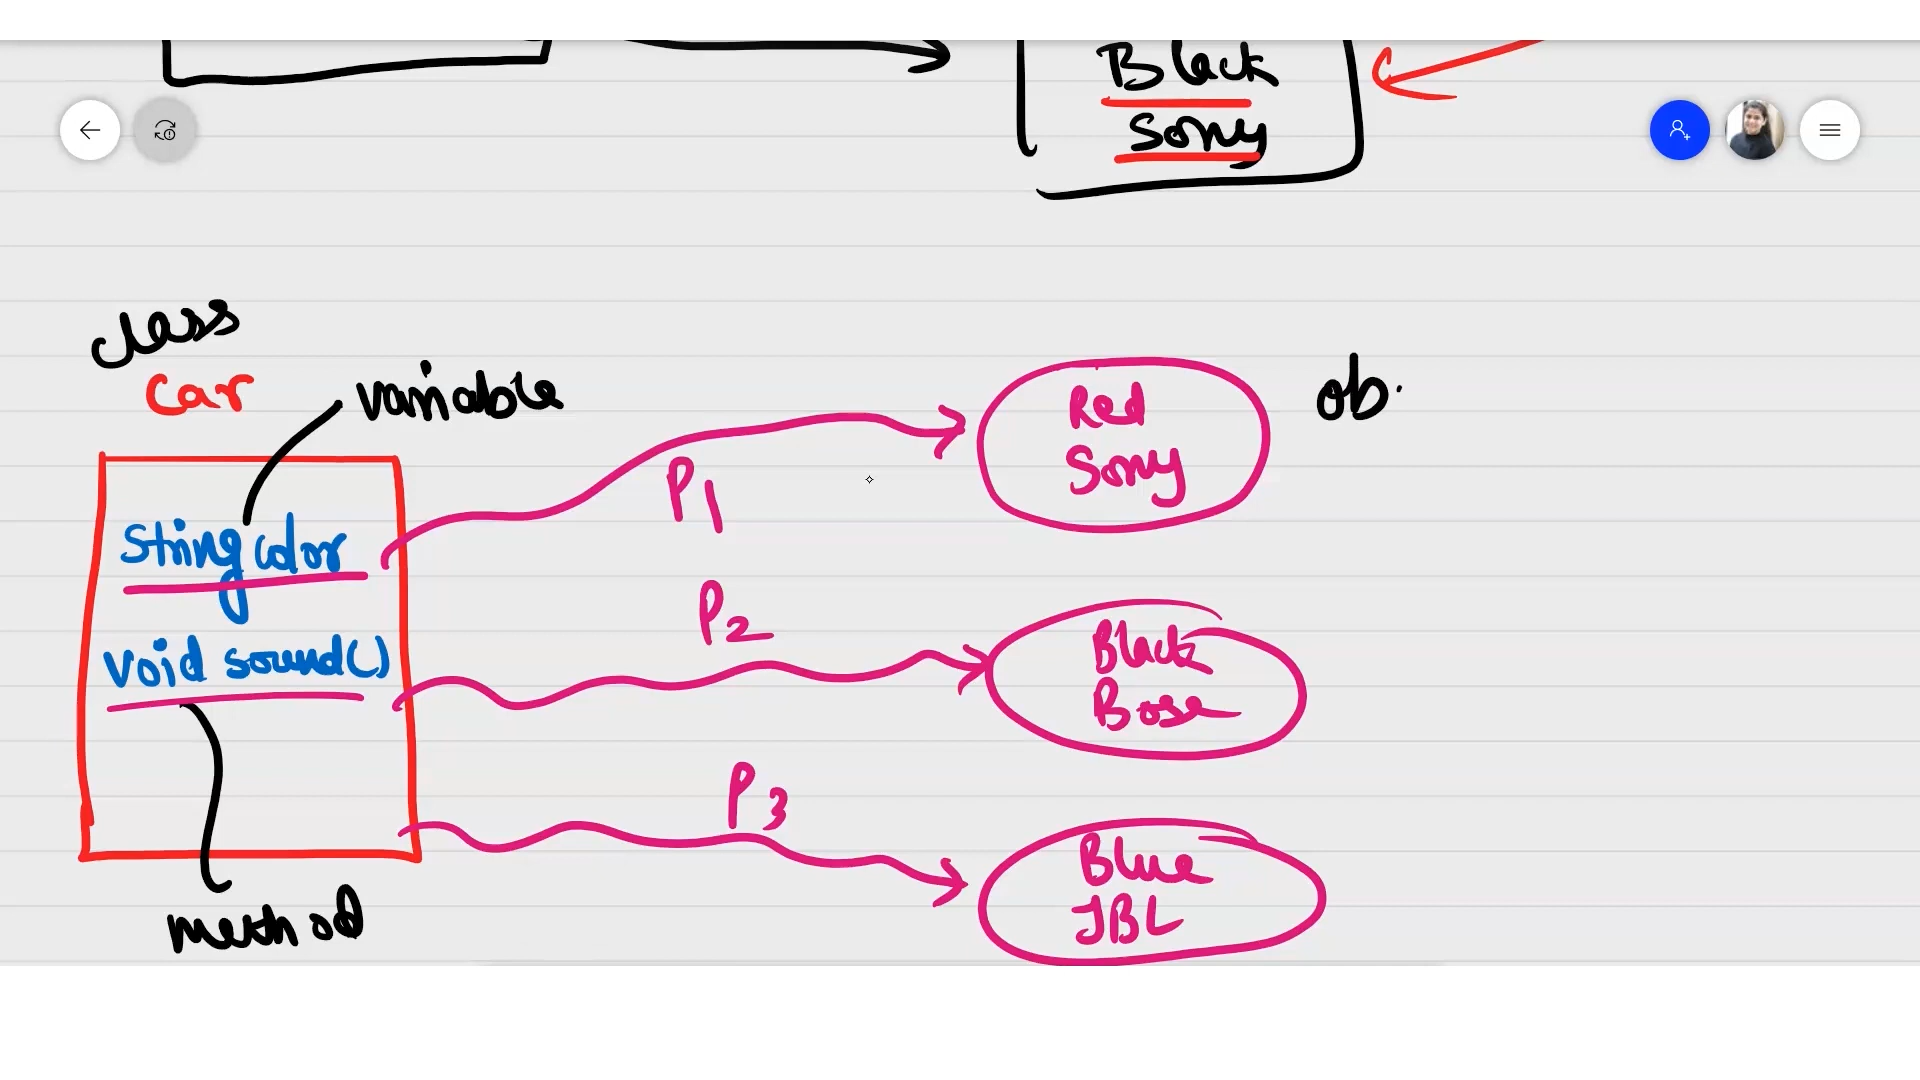 Black
Sony
class
Car
variable
String color
void sound()
method
P1
P2
P3
Red
Sony
ob.
Black
Bose
Blue
JBL